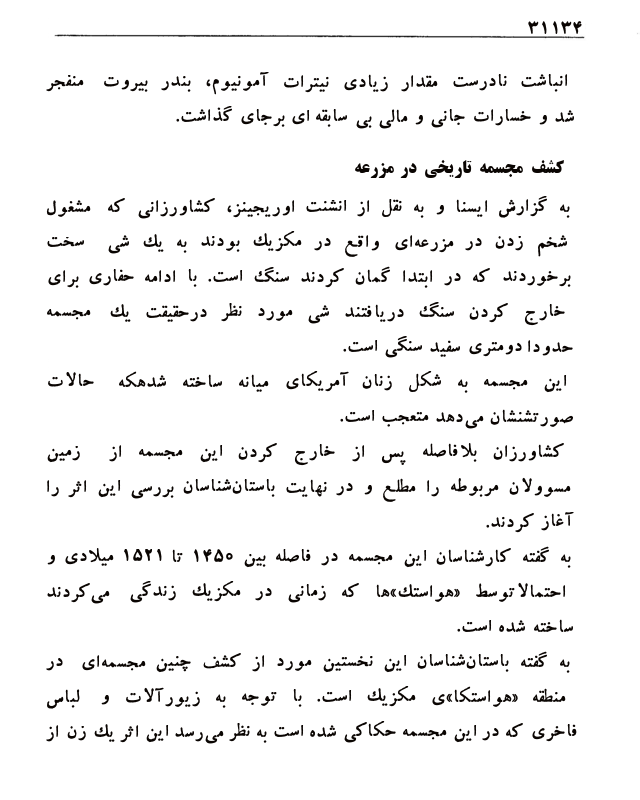 ۳۱۱۳۴
انباشت نادرست مقدار زیادی نیترات آمونیوم، بندر بیروت منفجر
شد و خسارات جانی و مالی بی سابقه ای برجای گذاشت.
کشف مجسمه تاریخی در مزرعه
به گزارش ایسنا و به نقل از انشنت اوریجینز، کشاورزانی که مشغول
شخم زدن در مزرعه‌ای واقع در مکزیک بودند به یک شی سخت
برخوردند که در ابتدا گمان کردند سنگ است. با ادامه حفاری برای
خارج کردن سنگ دریافتند شی مورد نظر درحقیقت یک مجسمه
حدودا دومتری سفید سنگی است.
این مجسمه به شکل زنان آمریکای میانه ساخته شدهکه حالات
صورتشنشان می‌دهد متعجب است.
کشاورزان بلافاصله پس از خارج کردن این مجسمه از زمین
مسوولان مربوطه را مطلع و در نهایت باستان‌شناسان بررسی این اثر را
آغاز کردند.
به گفته کارشناسان این مجسمه در فاصله بین ۱۴۵۰ تا ۱۵۲۱ میلادی و
احتمالا توسط «هواستک»ها که زمانی در مکزیک زندگی می‌کردند
ساخته شده است.
به گفته باستان‌شناسان این نخستین مورد از کشف چنین مجسمه‌ای در
منطقه «هواستکا»ی مکزیک است. با توجه به زیورآلات و لباس
فاخری که در این مجسمه حکاکی شده است به نظر می‌رسد این اثر یک زن از